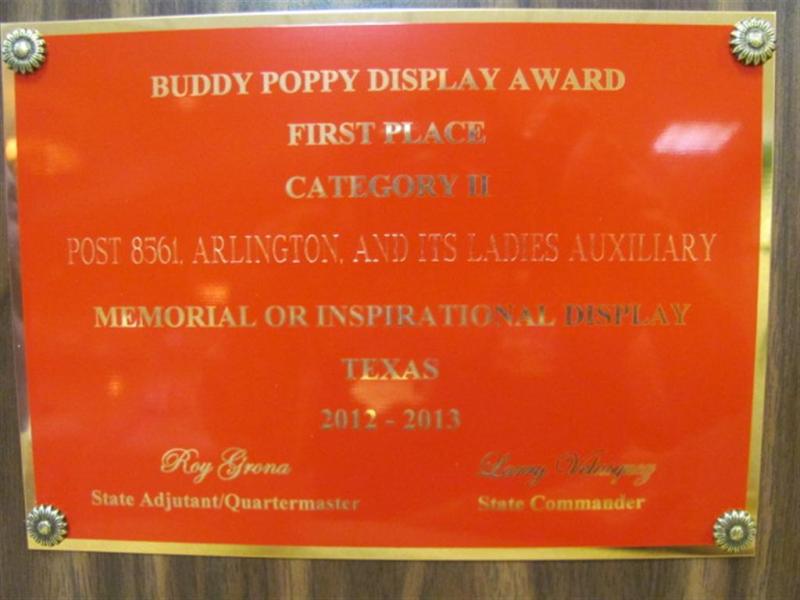 BUDDY POPPY DISPLAY AWARD
FIRST PLACE
CATEGORY II
POST 8561, ARLINGTON, AND ITS LADIES AUXILIARY
MEMORIAL OR INSPIRATIONAL DISPLAY
TEXAS
2012 - 2013
Roy Grona Larry
State Adjutant/Quartermaster State Commander